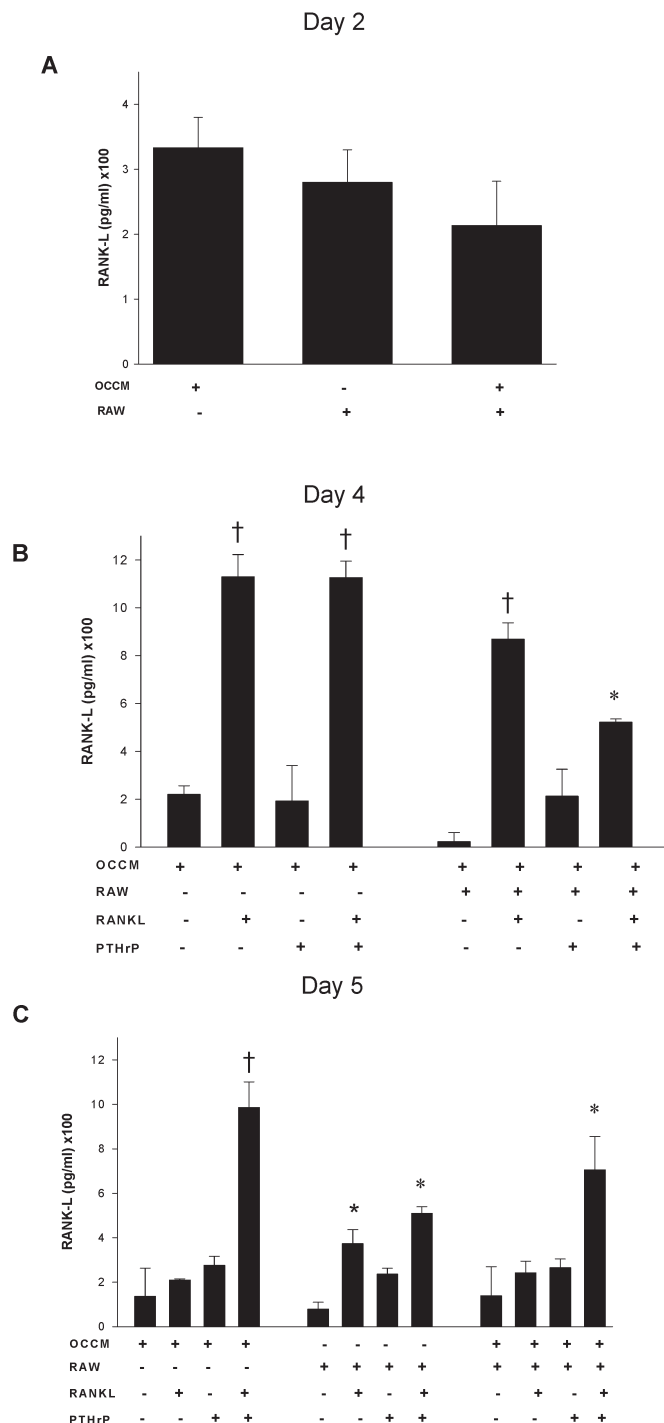 Day 2
A
RANK-L (pg/ml) x100
4
3
2
1
0
OCCM + - +
RAW - + +
Day 4
B
RANK-L (pg/ml) x100
12
10
8
6
4
2
0
† † † *
OCCM + + + + + + + +
RAW - - - - + + + +
RANKL - + - + - + - +
PTHrP - - + + - - + +
Day 5
C
RANK-L (pg/ml) x100
12
10
8
6
4
2
0
† * * *
OCCM + + + + - - - - + + + +
RAW - - - - + + + + + + + +
RANKL - + - + - + - + - + - +
PTHrP - - + + - - + + - - + +